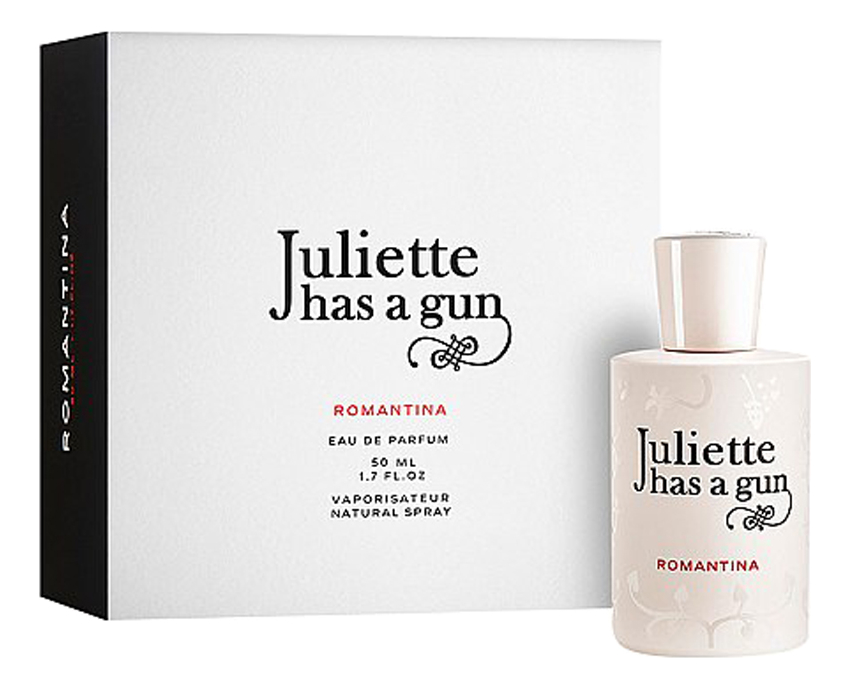 ROMANTINA
Juliette
has a gun
ROMANTINA
EAU DE PARFUM
50 ML
1.7 FL.OZ
VAPORISATEUR
NATURAL SPRAY
Juliette
has a gun
ROMANTINA